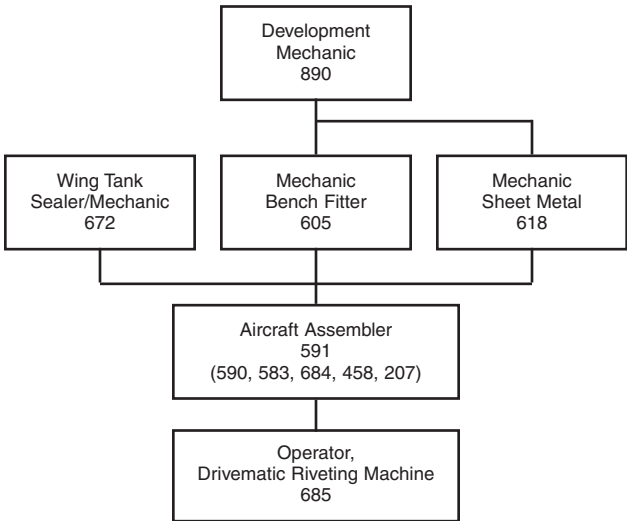 Development
Mechanic
890
Wing Tank
Sealer/Mechanic
672
Mechanic
Bench Fitter
605
Mechanic
Sheet Metal
618
Aircraft Assembler
591
(590, 583, 684, 458, 207)
Operator,
Drivematic Riveting Machine
685